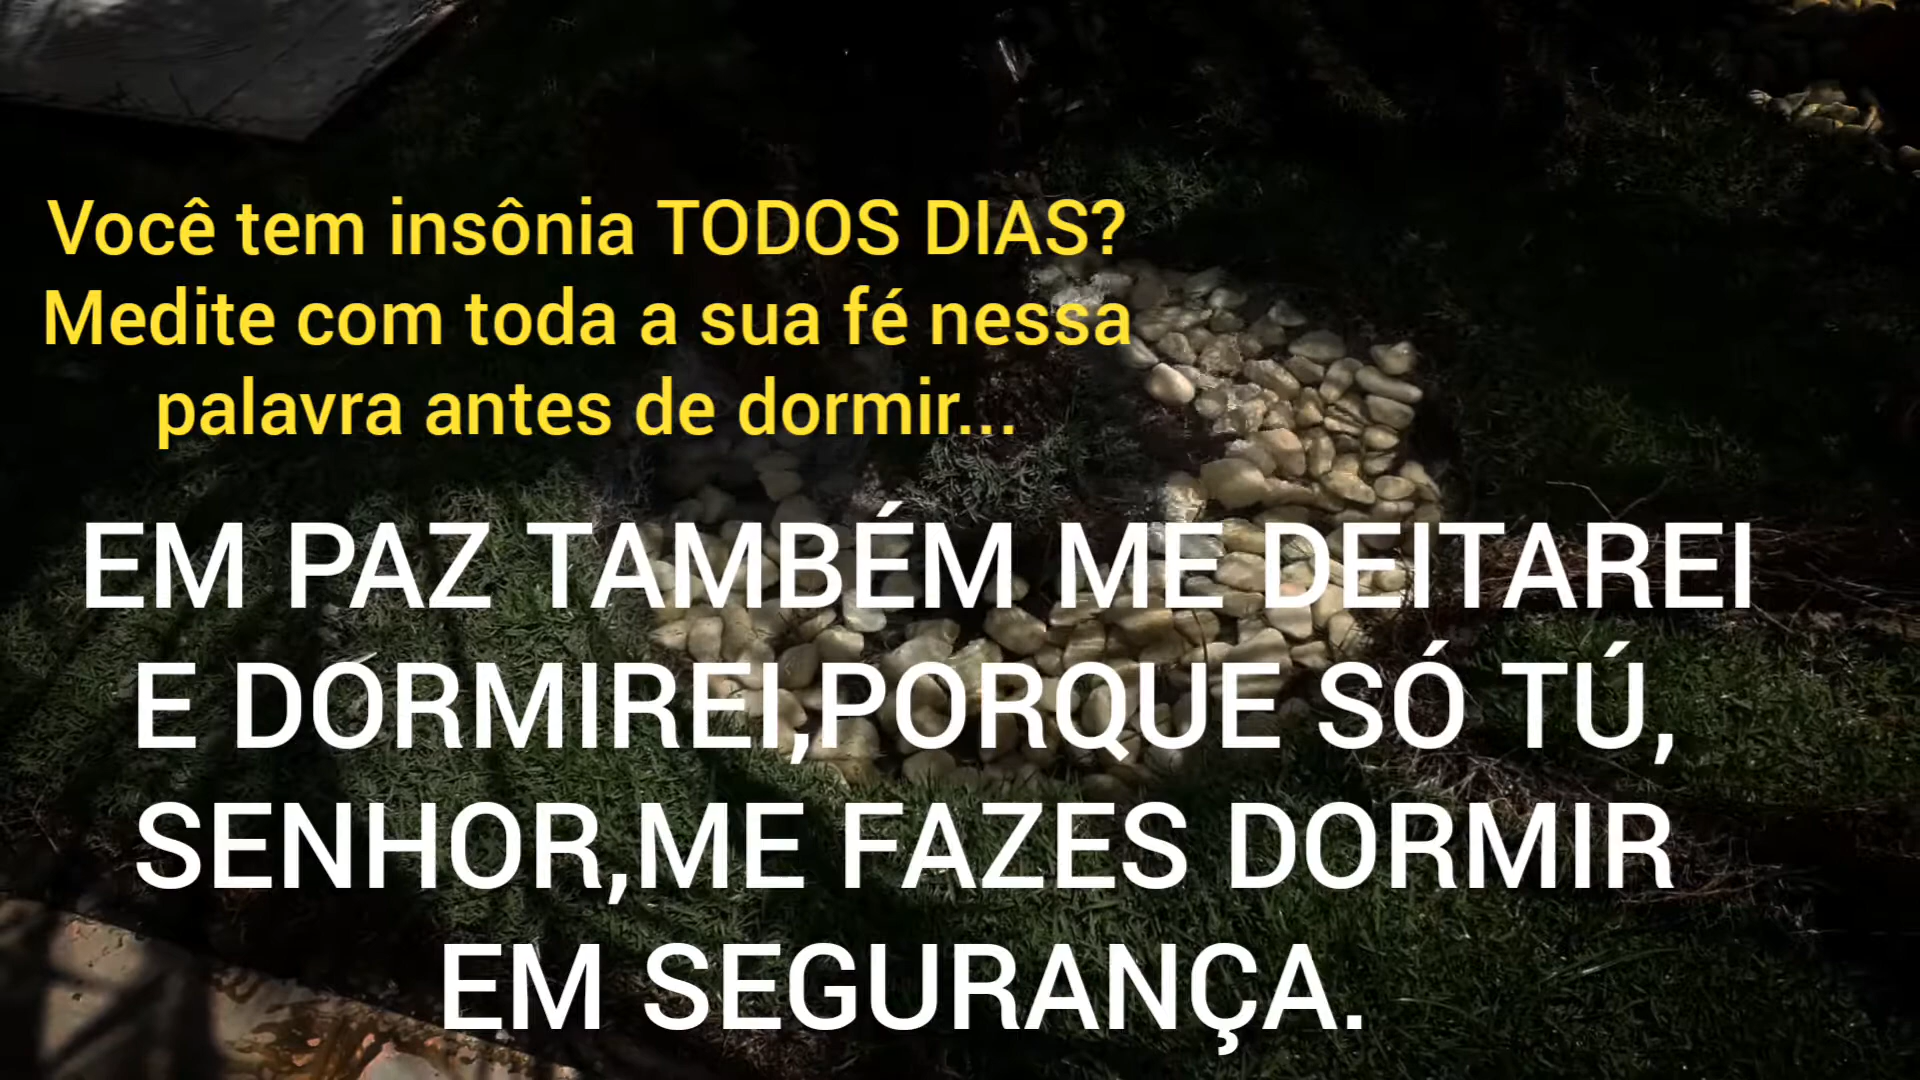 Você tem insônia TODOS DIAS?
Medite com toda a sua fé nessa
palavra antes de dormir...
EM PAZ TAMBÉM ME DEITAREI
E DORMIREI,PORQUE SÓ TÚ,
SENHOR,ME FAZES DORMIR
EM SEGURANÇA.